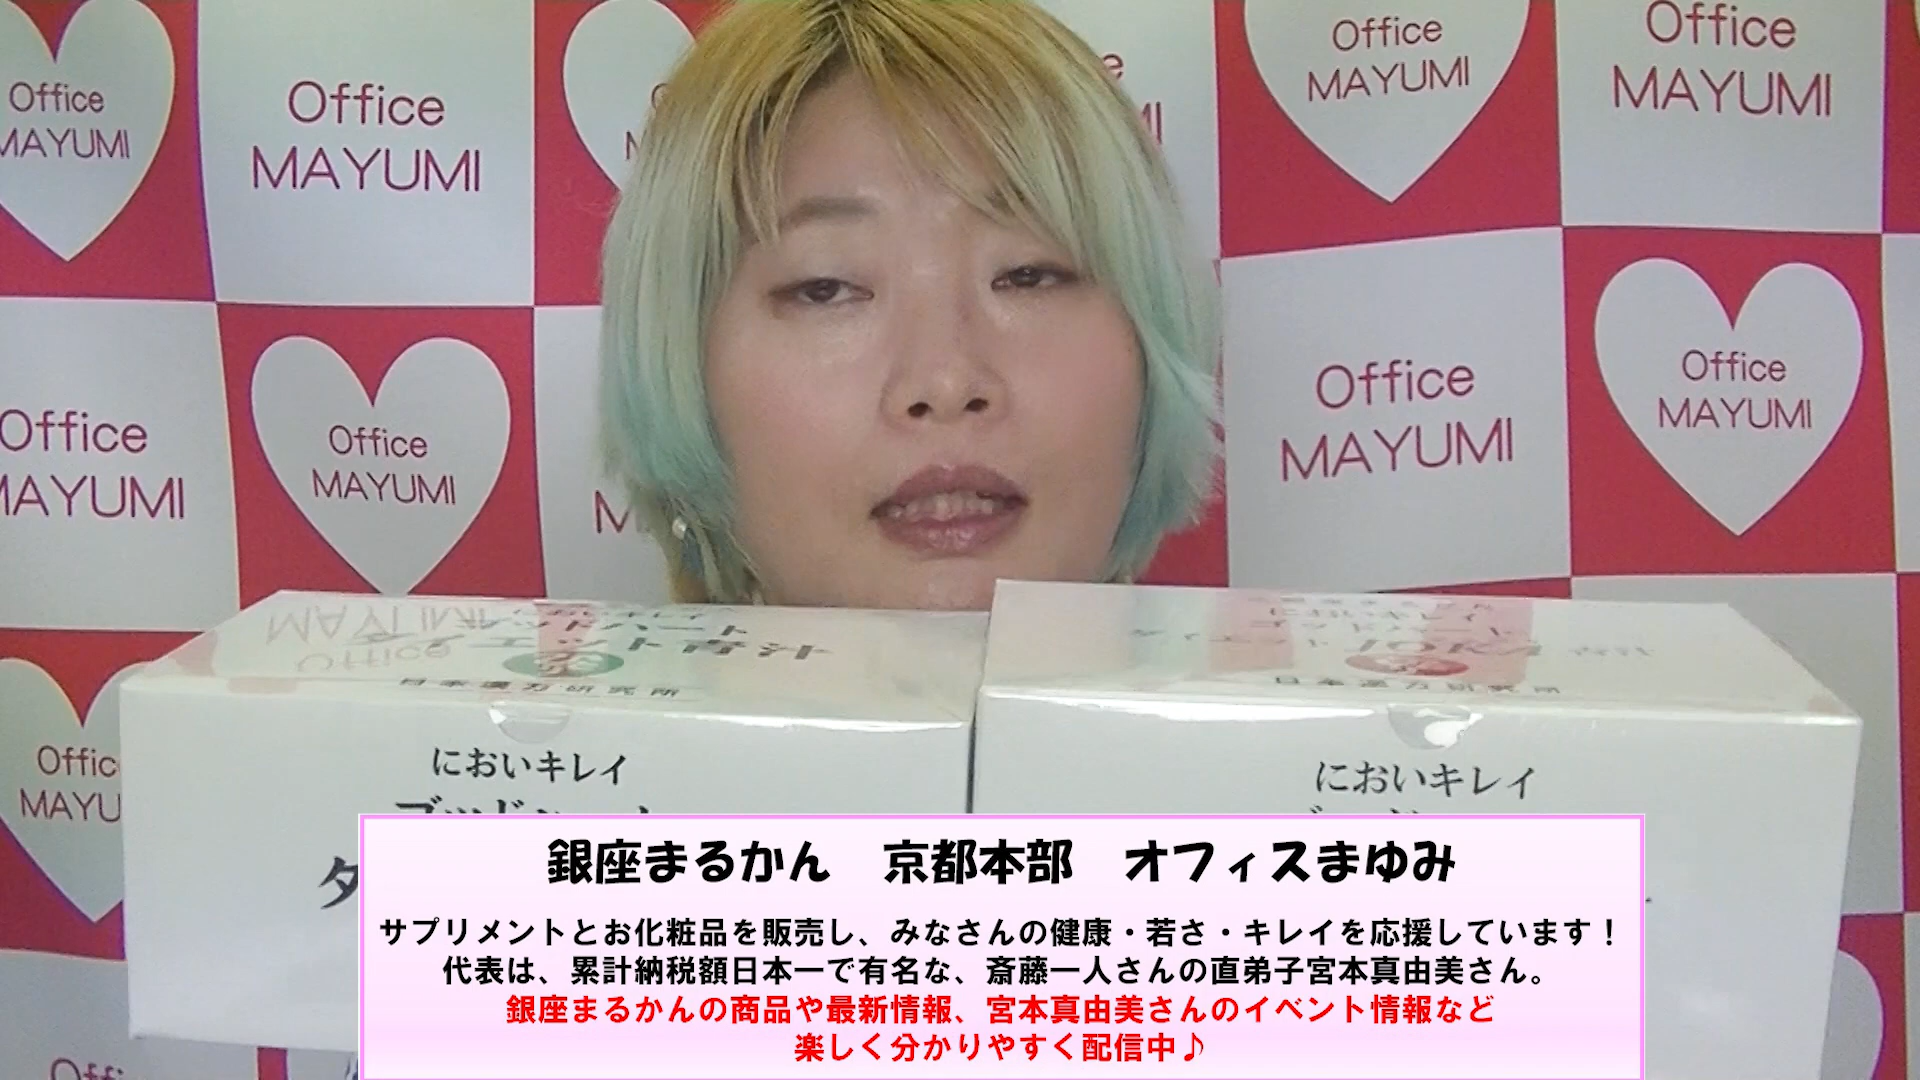 Office
MAYUMI
Office
MAYUMI
Office
MAYUMI
Office
MAYUMI
Office
MAYUMI
Office
MAYUMI
Office
MAYUMI
Office
MAYUMI
Office
MAYU
日本漢方研究所
日本漢方研究所
においキレイ
においキレイ
銀座まるかん 京都本部 オフィスまゆみ
サプリメントとお化粧品を販売し、みなさんの健康・若さ・キレイを応援しています！
代表は、累計納税額日本一で有名な、斎藤一人さんの直弟子宮本真由美さん。
銀座まるかんの商品や最新情報、宮本真由美さんのイベント情報など
楽しく分かりやすく配信中♪